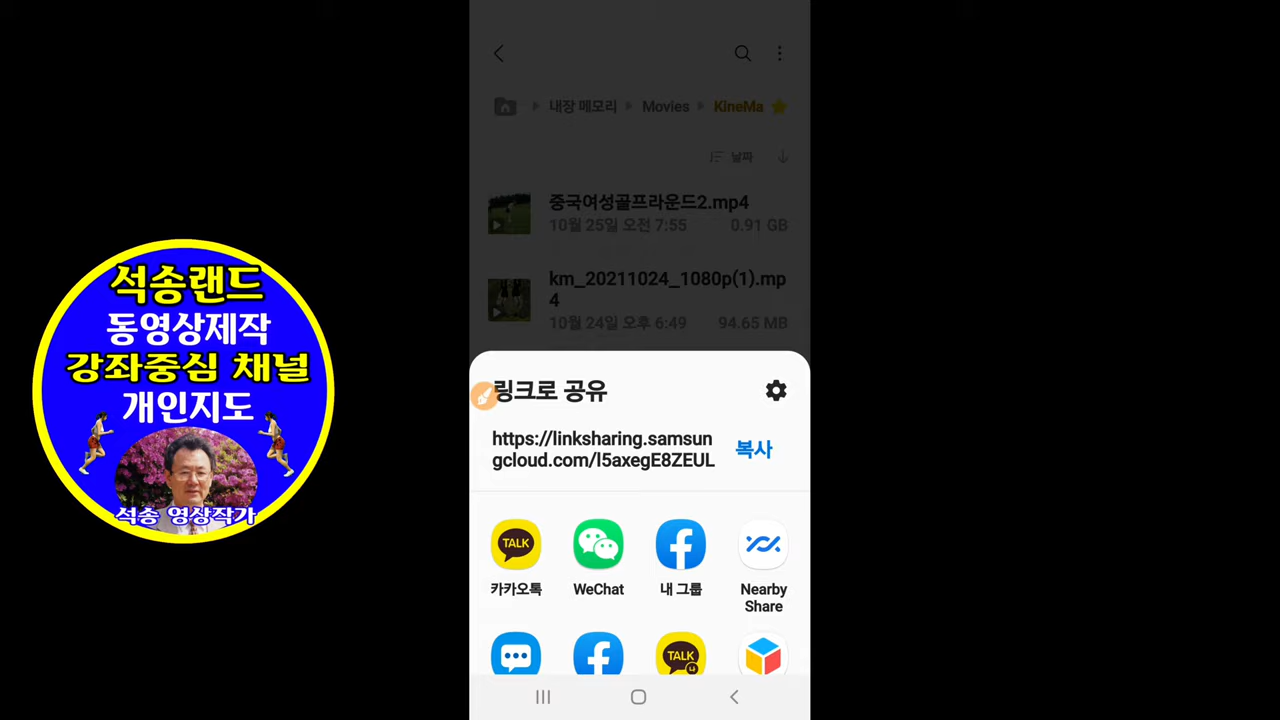 석송랜드
동영상제작
강좌중심 채널
개인지도
석송 영상작가
내장 메모리 Movies KineMa
날짜
중국여성골프라운드2.mp4
10월 25일 오전 7:55 0.91 GB
km_20211024_1080p(1).mp
4
10월 24일 오후 6:49 94.65 MB
링크로 공유
https://linksharing.samsun
gcloud.com/l5axegE8ZEUL
복사
TALK
카카오톡 WeChat 내 그룹 Nearby
Share
TALK
나